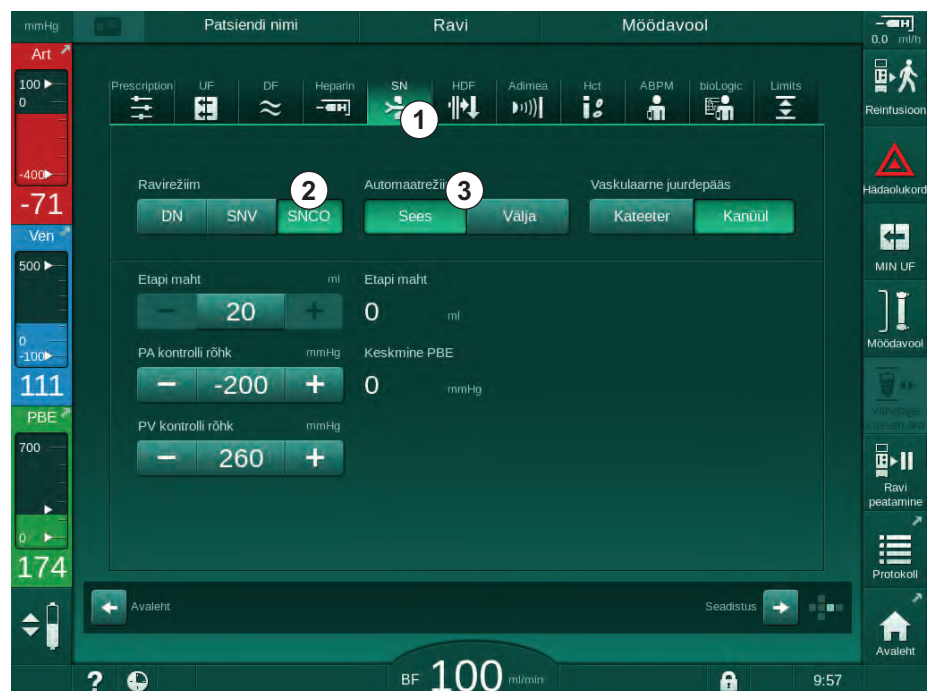 mmHg
Patsiendi nimi
Ravi
Möödavool
0.0 ml/h
Art
100
0
-400
-71
Ven
500
0
-100
111
PBE
700
0
174
Prescription
UF
DF
Heparin
SN
HDF
Adimea
Hct
ABPM
bioLogic
Limits
1
Ravirežiim
2
DN
SNV
SNCO
Automaatrežii
3
Sees
Välja
Vaskulaarne juurdepääs
Kateeter
Kanüül
Etapi maht
ml
− 20 +
Etapi maht
0 ml
PA kontrolli rõhk
mmHg
− -200 +
Keskmine PBE
0 mmHg
PV kontrolli rõhk
mmHg
− 260 +
Avaleht
Seadistus
?
BF 100 ml/min
9:57
Reinfusioon
Hädaolukord
MIN UF
Möödavool
Vahetage
kassett ära
Ravi
peatamine
Protokoll
Avaleht